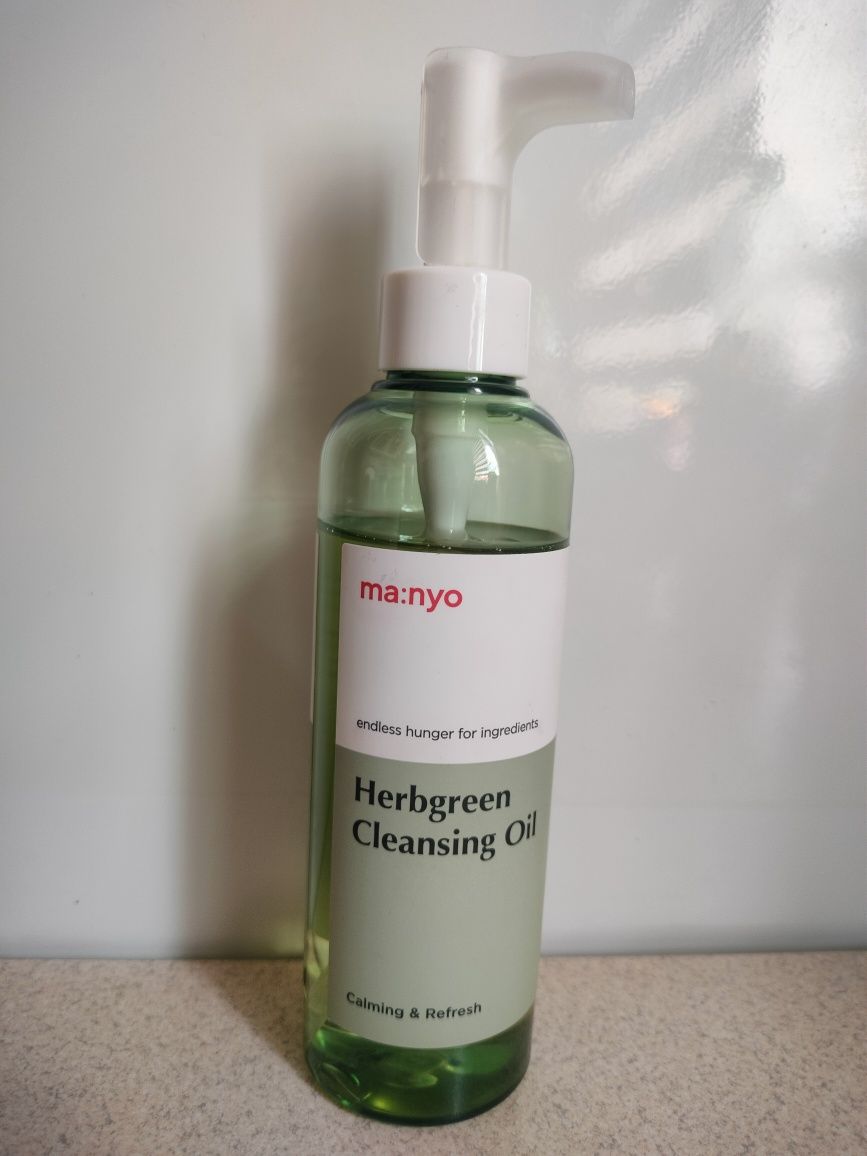 ma:nyo
endless hunger for ingredients
Herbgreen
Cleansing Oil
Calming & Refresh